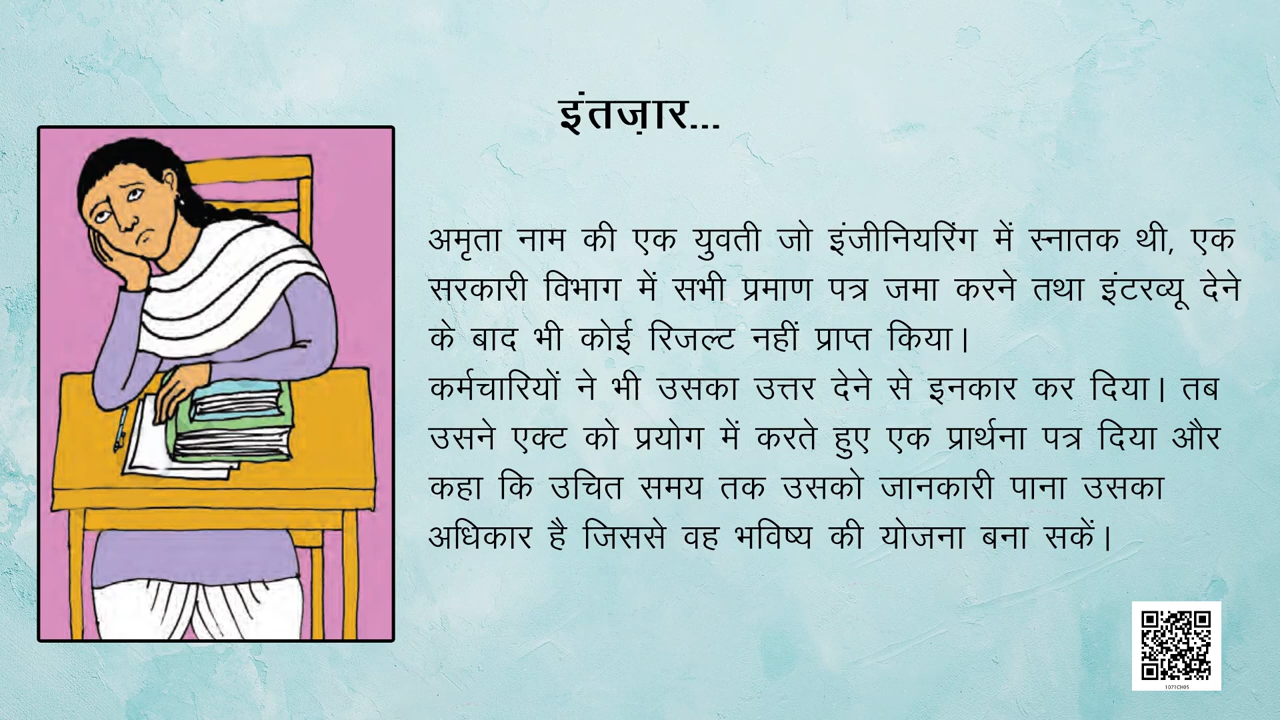 इंतज़ार...
अमृता नाम की एक युवती जो इंजीनियरिंग में स्नातक थी, एक
सरकारी विभाग में सभी प्रमाण पत्र जमा करने तथा इंटरव्यू देने
के बाद भी कोई रिजल्ट नहीं प्राप्त किया।
कर्मचारियों ने भी उसका उत्तर देने से इनकार कर दिया। तब
उसने एक्ट को प्रयोग में करते हुए एक प्रार्थना पत्र दिया और
कहा कि उचित समय तक उसको जानकारी पाना उसका
अधिकार है जिससे वह भविष्य की योजना बना सकें।
1071CH05